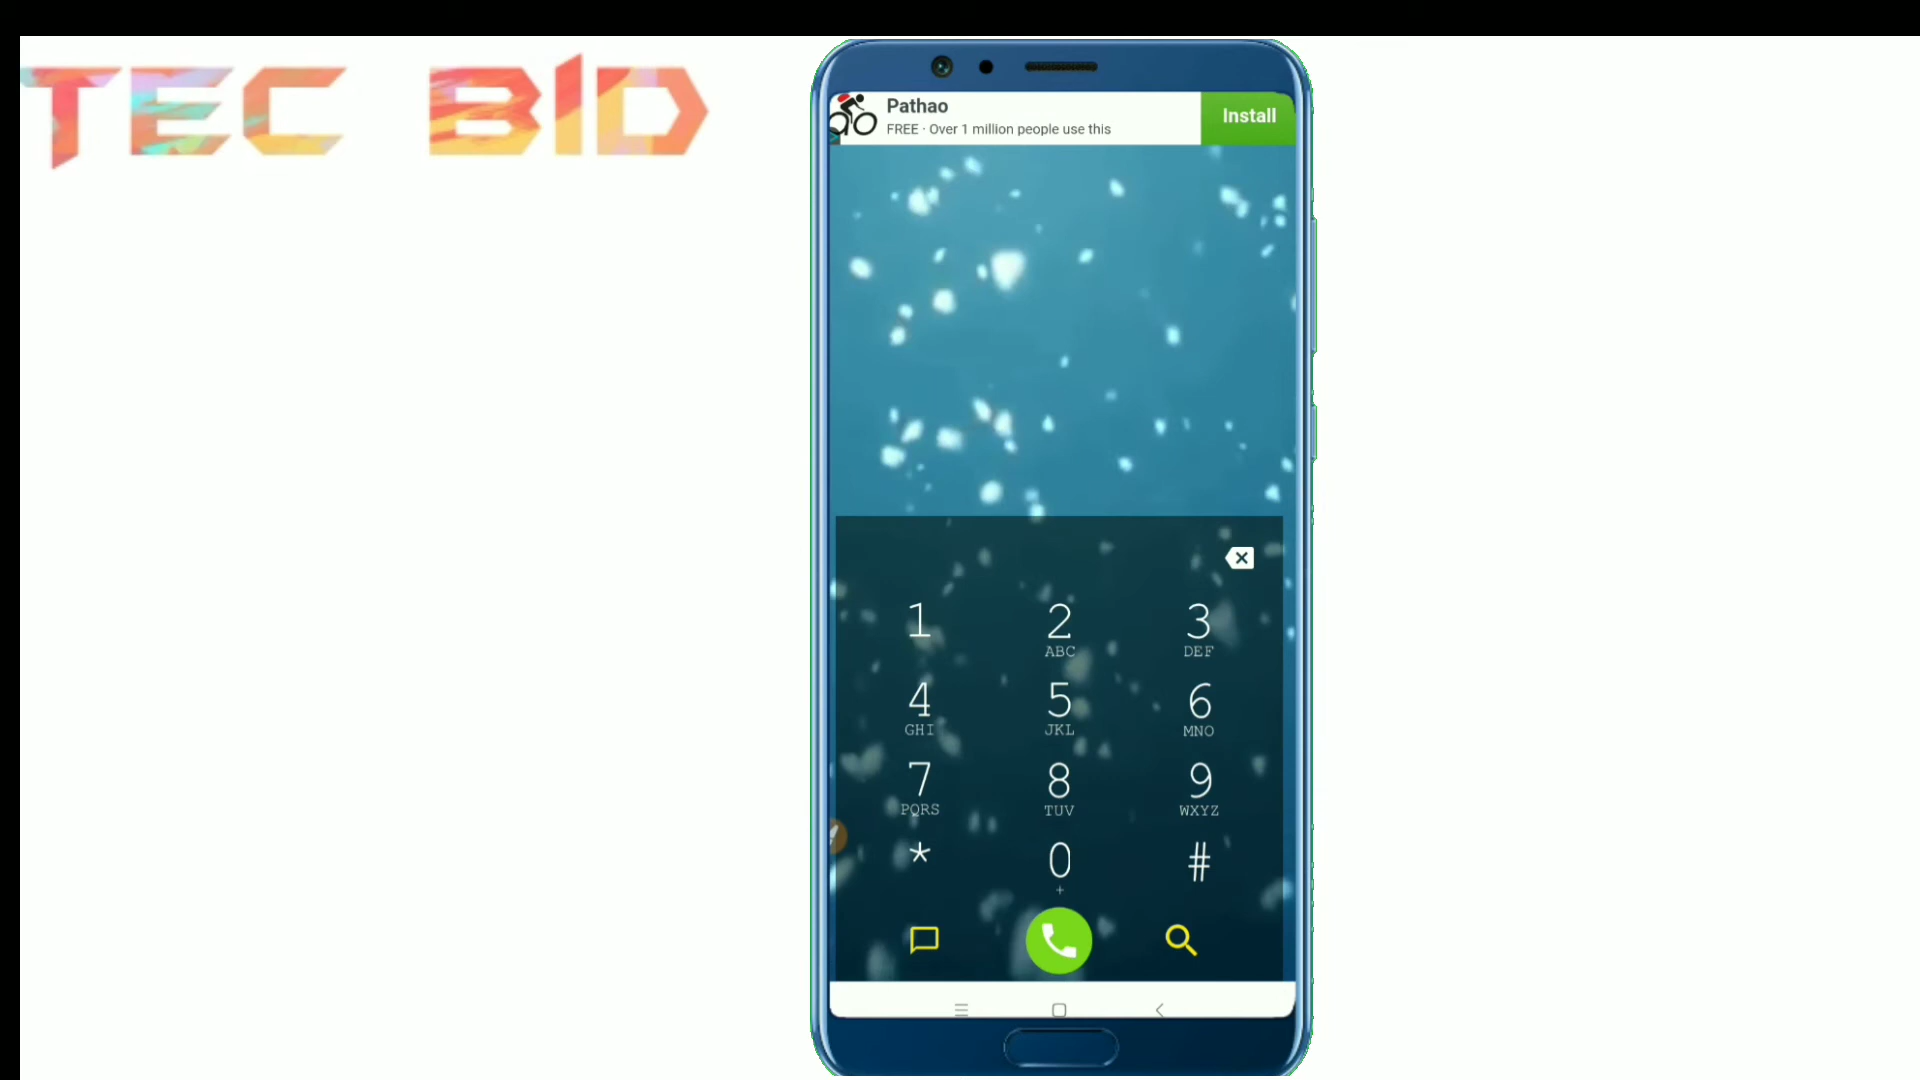 TEC BID
Pathao
FREE · Over 1 million people use this
Install
1 2 3
ABC DEF
4 5 6
GHI JKL MNO
7 8 9
PQRS TUV WXYZ
* 0 #
+